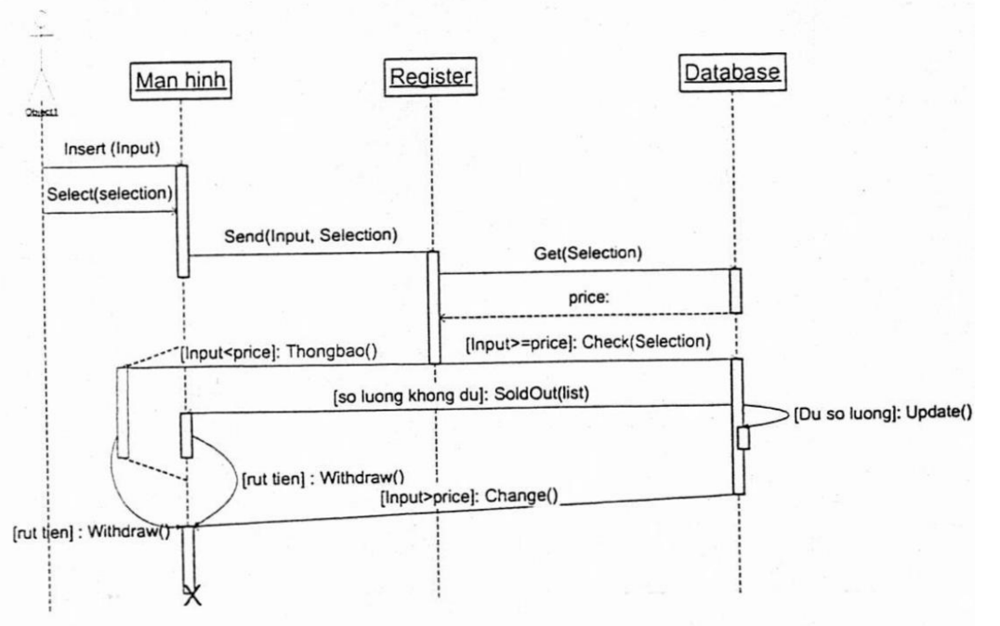 Man hinh
Register
Database
Object1
Insert (Input)
Select(selection)
Send(Input, Selection)
Get(Selection)
price:
[Input<price]: Thongbao()
[Input>=price]: Check(Selection)
[so luong khong du]: SoldOut(list)
[Du so luong]: Update()
[rut tien] : Withdraw()
[Input>price]: Change()
[rut tien] : Withdraw()